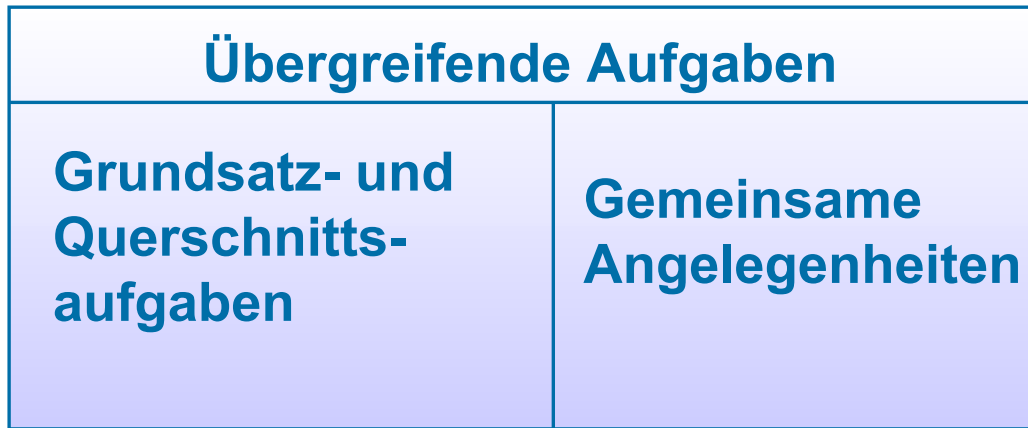 Übergreifende Aufgaben
Grundsatz- und
Querschnitts-
aufgaben
Gemeinsame
Angelegenheiten